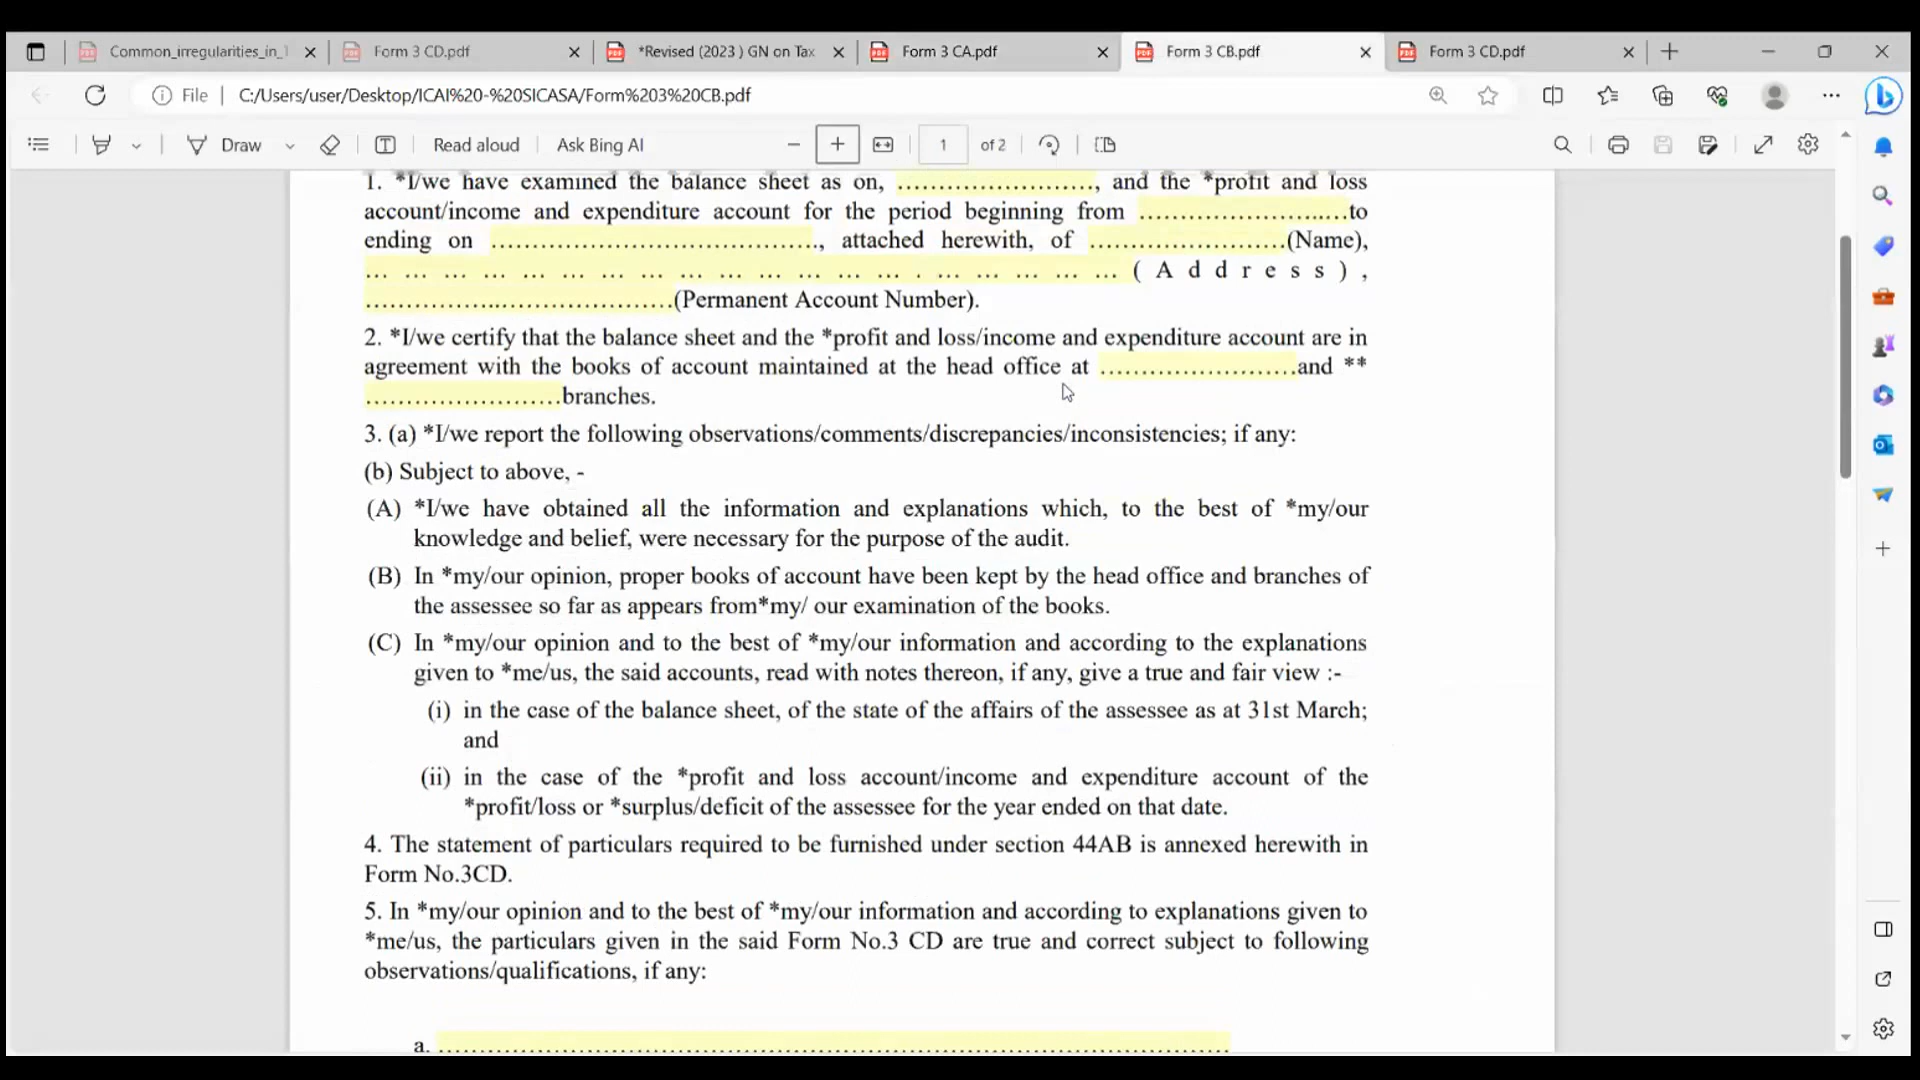 Common_irregularities_in_T
Form 3 CD.pdf
*Revised (2023 ) GN on Tax
Form 3 CA.pdf
Form 3 CB.pdf
Form 3 CD.pdf
File C:/Users/user/Desktop/ICAI%20-%20SICASA/Form%203%20CB.pdf
Draw Read aloud Ask Bing AI 1 of 2
1. *I/we have examined the balance sheet as on, ........................, and the *profit and loss
account/income and expenditure account for the period beginning from .........................to
ending on ......................................., attached herewith, of ........................(Name),
... ... ... ... ... ... ... ... ... ... ... ... ... ... . ... ... ... ... ... ( A d d r e s s ) ,
.....................................(Permanent Account Number).
2. *I/we certify that the balance sheet and the *profit and loss/income and expenditure account are in
agreement with the books of account maintained at the head office at ........................and **
........................branches.
3. (a) *I/we report the following observations/comments/discrepancies/inconsistencies; if any:
(b) Subject to above, -
(A) *I/we have obtained all the information and explanations which, to the best of *my/our
knowledge and belief, were necessary for the purpose of the audit.
(B) In *my/our opinion, proper books of account have been kept by the head office and branches of
the assessee so far as appears from*my/ our examination of the books.
(C) In *my/our opinion and to the best of *my/our information and according to the explanations
given to *me/us, the said accounts, read with notes thereon, if any, give a true and fair view :-
(i) in the case of the balance sheet, of the state of the affairs of the assessee as at 31st March;
and
(ii) in the case of the *profit and loss account/income and expenditure account of the
*profit/loss or *surplus/deficit of the assessee for the year ended on that date.
4. The statement of particulars required to be furnished under section 44AB is annexed herewith in
Form No.3CD.
5. In *my/our opinion and to the best of *my/our information and according to explanations given to
*me/us, the particulars given in the said Form No.3 CD are true and correct subject to following
observations/qualifications, if any:
a. ................................................................................................